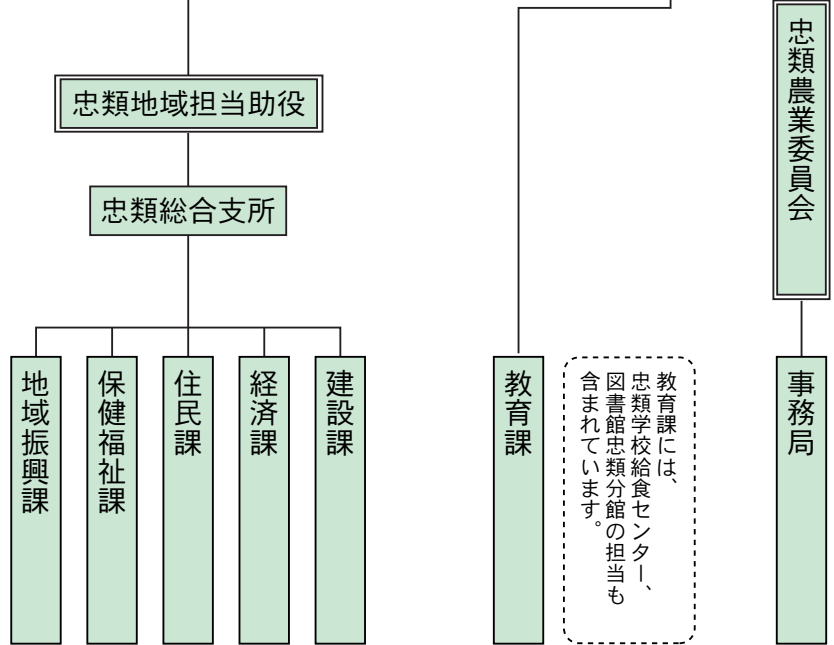 忠類地域担当助役
忠類総合支所
地域振興課
保健福祉課
住民課
経済課
建設課
教育課
教育課には、
忠類学校給食センター、
図書館忠類分館の担当も
含まれています。
忠類農業委員会
事務局